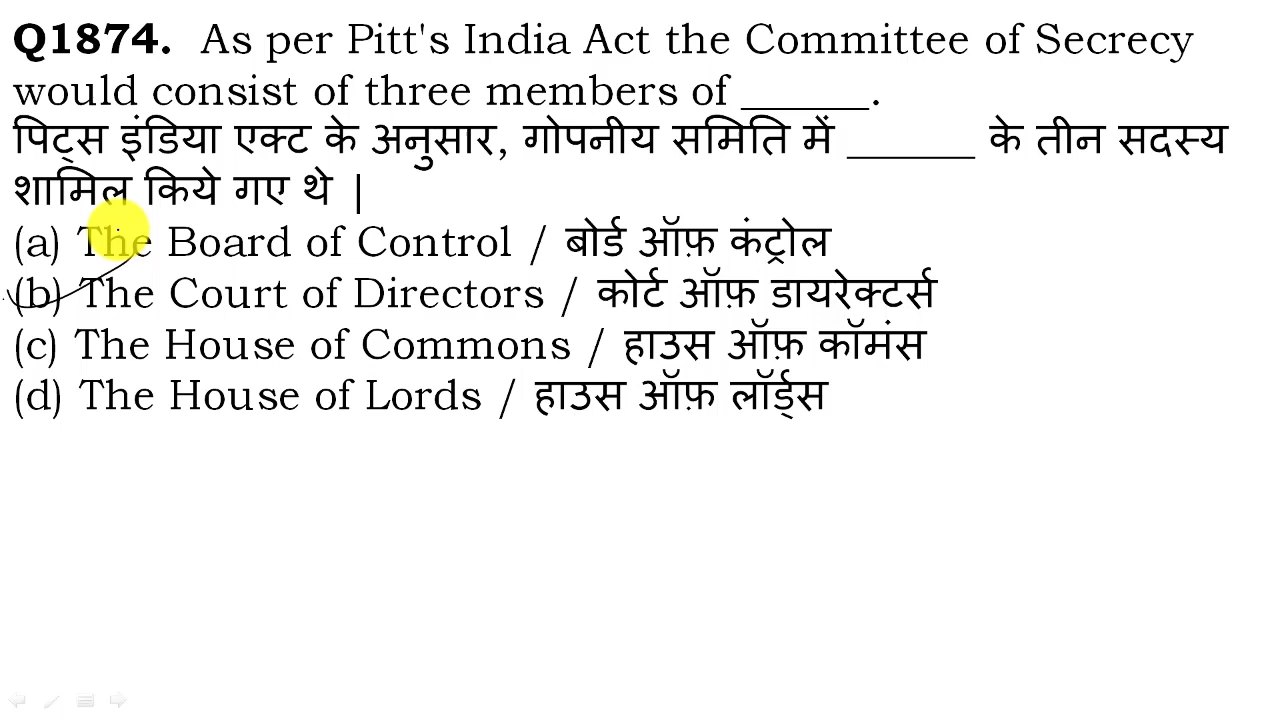 Q1874. As per Pitt's India Act the Committee of Secrecy
would consist of three members of ______.
पिट्स इंडिया एक्ट के अनुसार, गोपनीय समिति में ______ के तीन सदस्य
शामिल किये गए थे |
(a) The Board of Control / बोर्ड ऑफ़ कंट्रोल
(b) The Court of Directors / कोर्ट ऑफ़ डायरेक्टर्स
(c) The House of Commons / हाउस ऑफ़ कॉमंस
(d) The House of Lords / हाउस ऑफ़ लॉर्ड्स